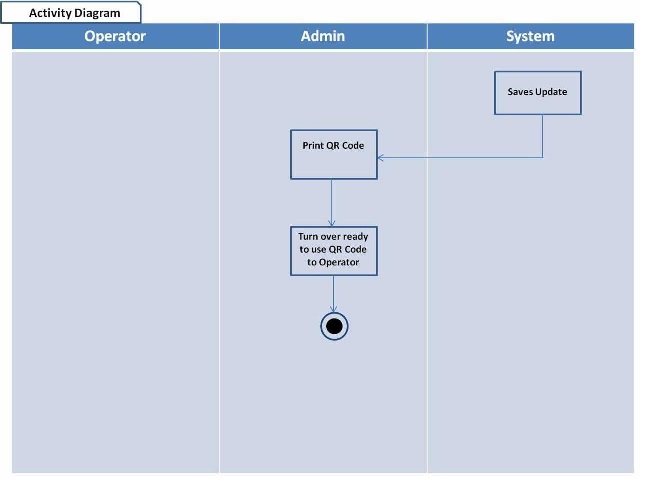 Activity Diagram
Operator
Admin
System
Saves Update
Print QR Code
Turn over ready
to use QR Code
to Operator